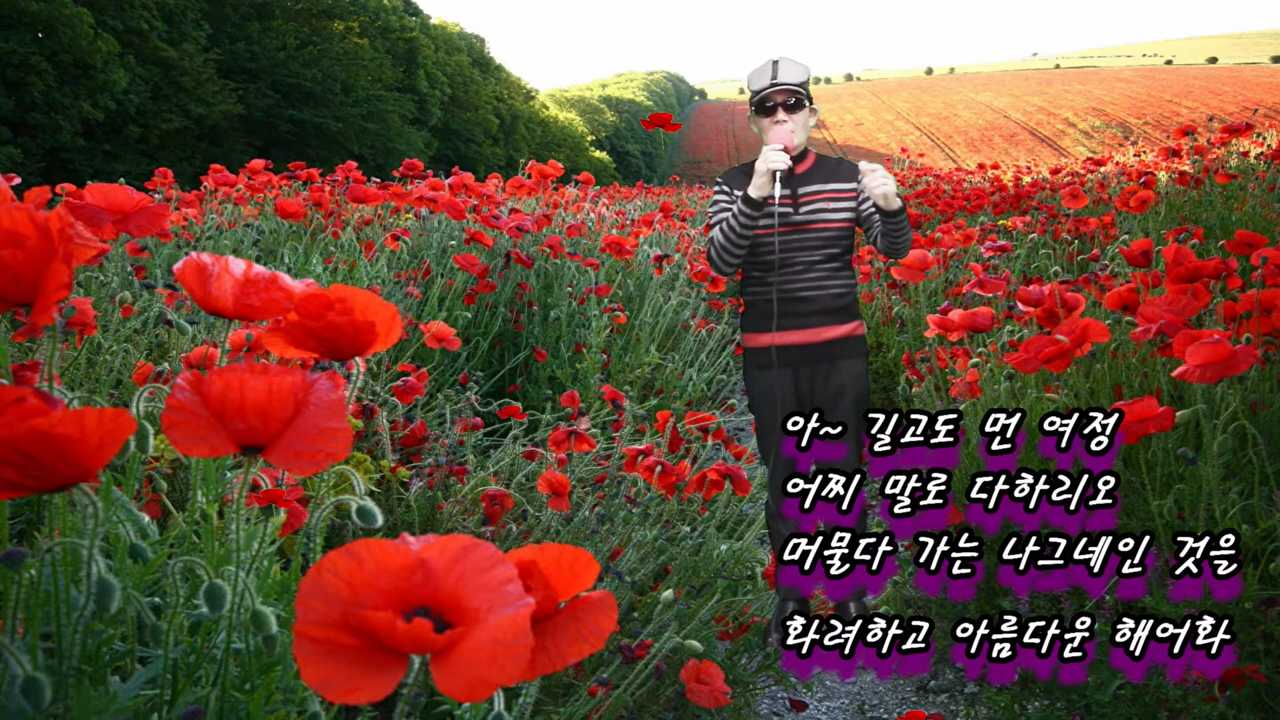 아~ 길고도 먼 여정
어찌 말로 다하리오
머물다 가는 나그네인 것을
화려하고 아름다운 해어화